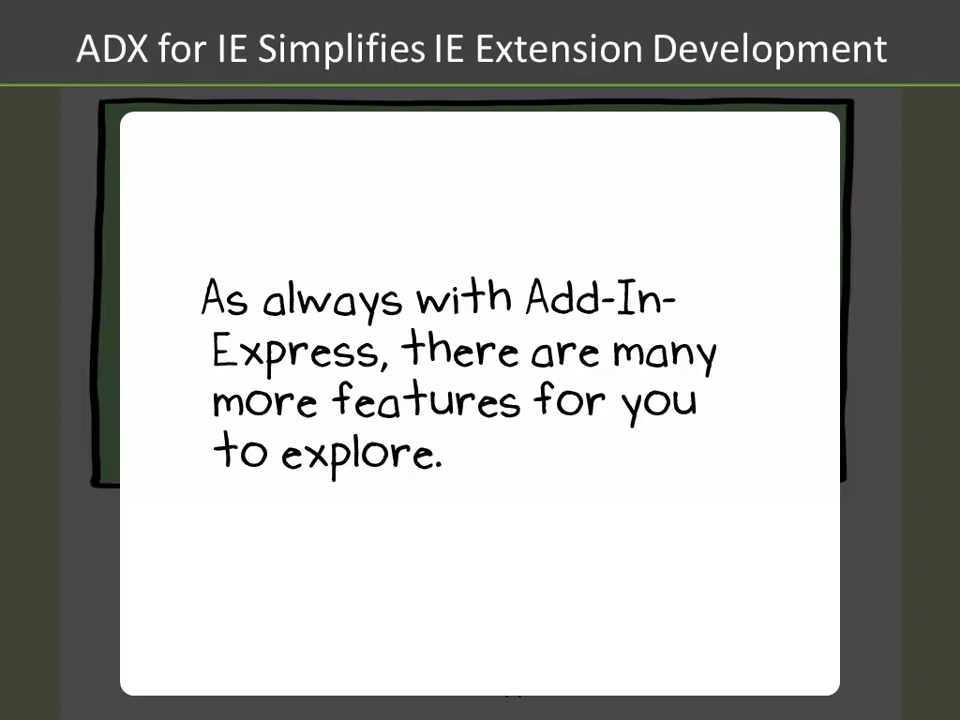 ADX for IE Simplifies IE Extension Development
As always with Add-In-
Express, there are many
more features for you
to explore.